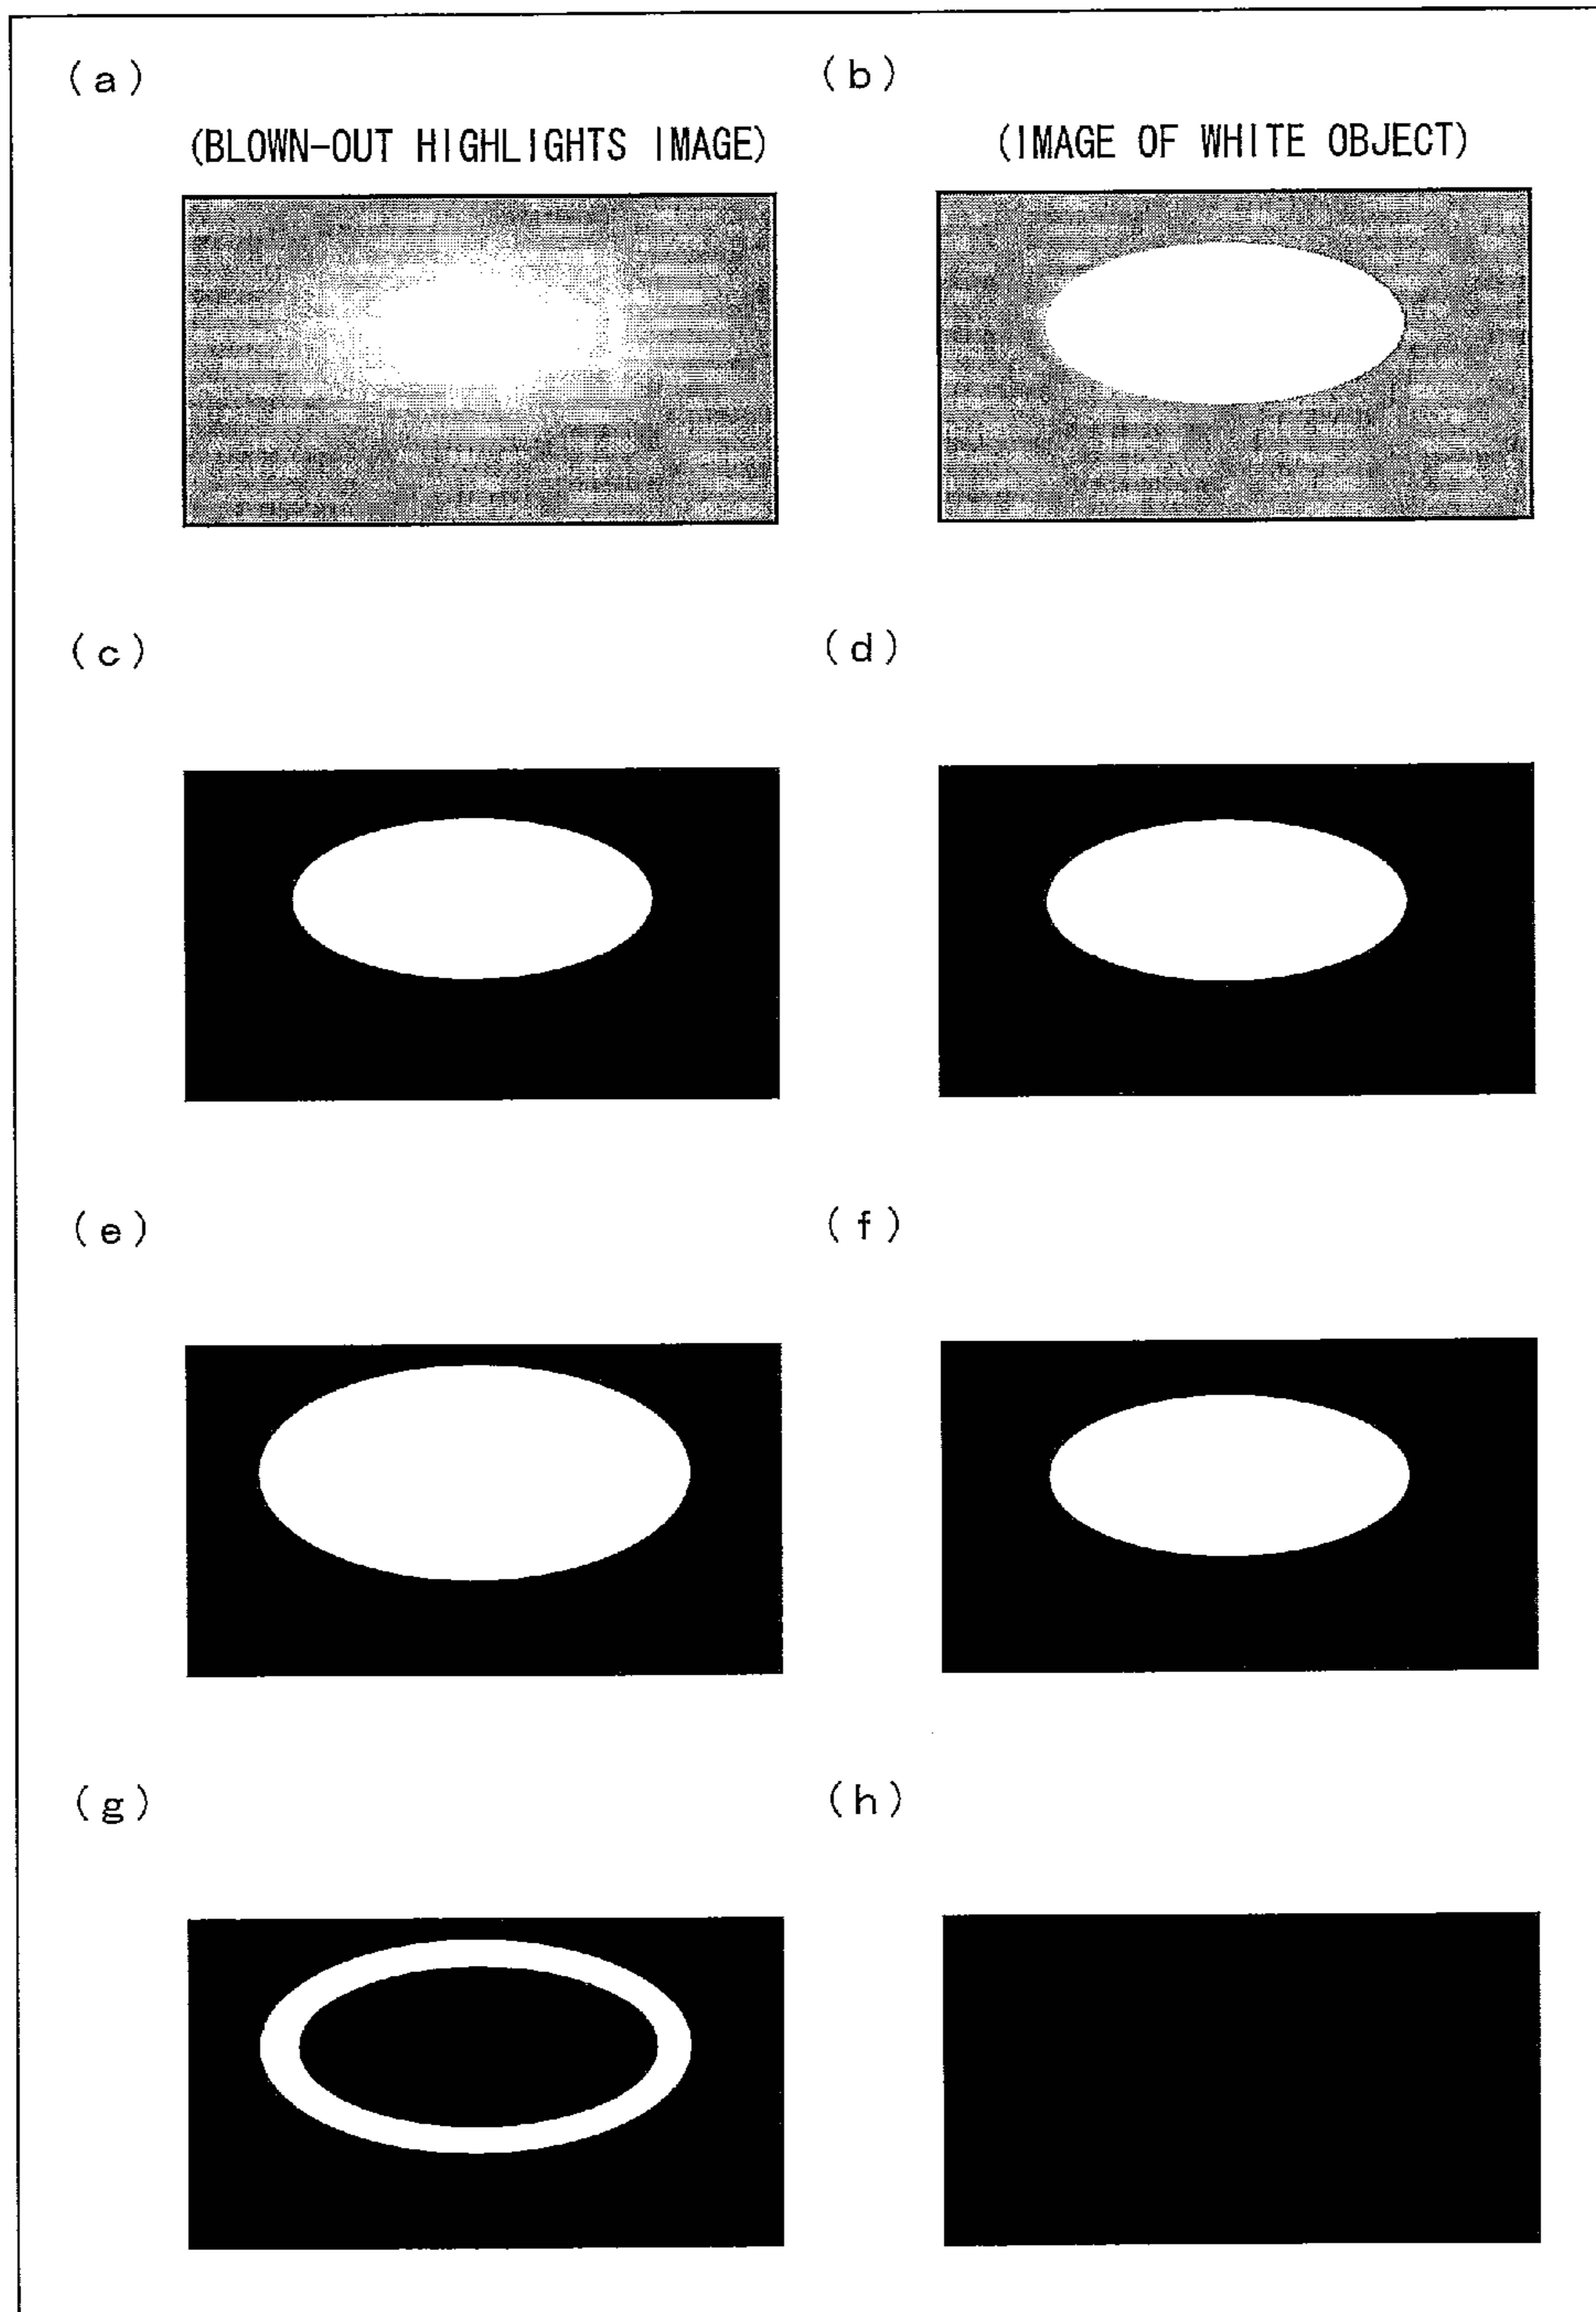 (a)
(b)
(BLOWN-OUT HIGHLIGHTS IMAGE)
(IMAGE OF WHITE OBJECT)
(c)
(d)
(e)
(f)
(g)
(h)